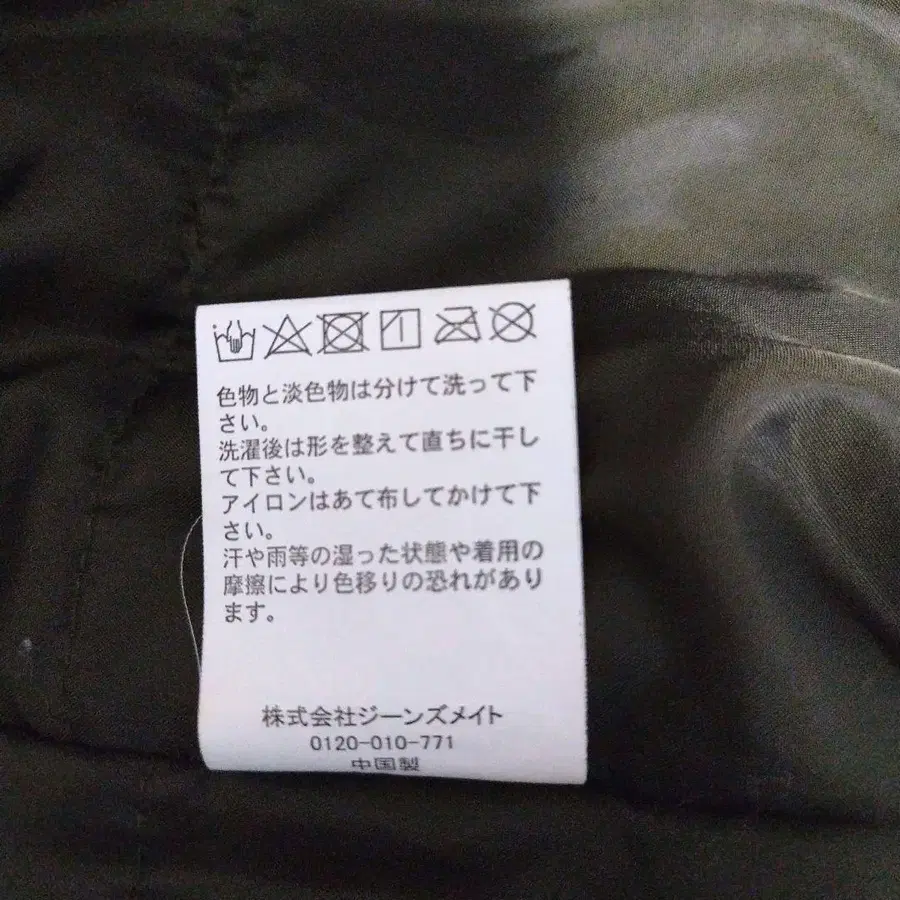 色物と淡色物は分けて洗って下
さい。
洗濯後は形を整えて直ちに干し
て下さい。
アイロンはあて布してかけて下
さい。
汗や雨等の湿った状態や着用の
摩擦により色移りの恐れがあり
ます。
株式会社ジーンズメイト
0120-010-771
中国製